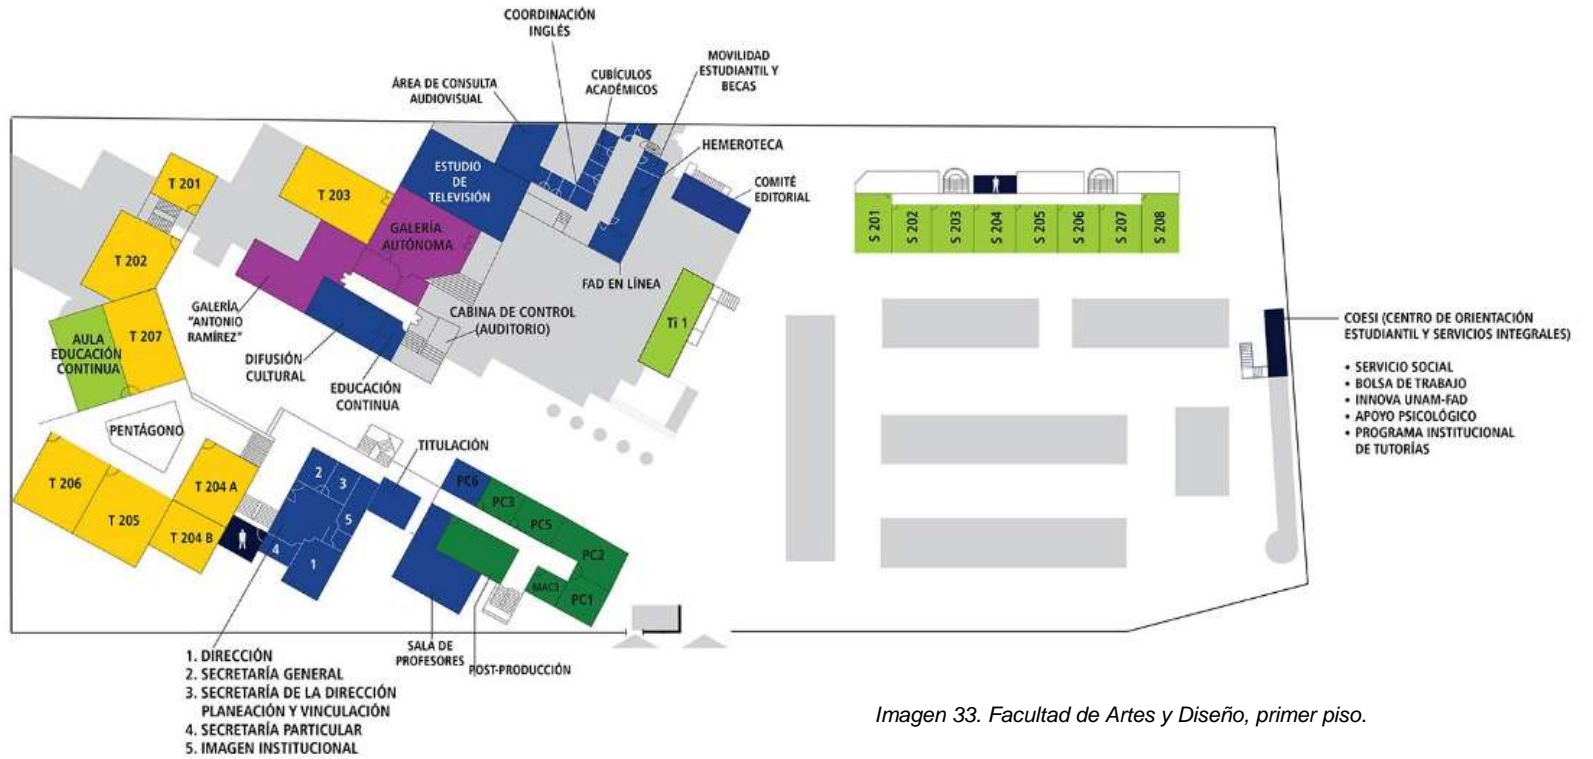 COORDINACIÓN
INGLÉS
MOVILIDAD
ESTUDIANTIL Y
BECAS
CUBÍCULOS
ACADÉMICOS
ÁREA DE CONSULTA
AUDIOVISUAL
HEMEROTECA
COMITÉ
EDITORIAL
ESTUDIO
DE
TELEVISIÓN
T 201
T 203
T 202
GALERÍA
AUTÓNOMA
FAD EN LÍNEA
S 201
S 202
S 203
S 204
S 205
S 206
S 207
S 208
GALERÍA
"ANTONIO
RAMÍREZ"
CABINA DE CONTROL
(AUDITORIO)
Ti 1
T 207
AULA
EDUCACIÓN
CONTINUA
DIFUSIÓN
CULTURAL
EDUCACIÓN
CONTINUA
COESI (CENTRO DE ORIENTACIÓN
ESTUDIANTIL Y SERVICIOS INTEGRALES)
• SERVICIO SOCIAL
• BOLSA DE TRABAJO
• INNOVA UNAM-FAD
• APOYO PSICOLÓGICO
• PROGRAMA INSTITUCIONAL
DE TUTORÍAS
PENTÁGONO
TITULACIÓN
T 206
T 205
T 204 A
T 204 B
2
3
5
4
1
PC6
PC3
PC5
PC2
MAC3
PC1
SALA DE
PROFESORES
POST-PRODUCCIÓN
1. DIRECCIÓN
2. SECRETARÍA GENERAL
3. SECRETARÍA DE LA DIRECCIÓN
PLANEACIÓN Y VINCULACIÓN
4. SECRETARÍA PARTICULAR
5. IMAGEN INSTITUCIONAL
Imagen 33. Facultad de Artes y Diseño, primer piso.